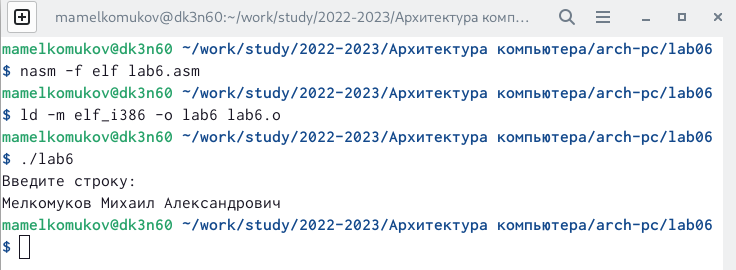 mamelkomukov@dk3n60:~/work/study/2022-2023/Архитектура комп...
mamelkomukov@dk3n60 ~/work/study/2022-2023/Архитектура компьютера/arch-pc/lab06
$ nasm -f elf lab6.asm
mamelkomukov@dk3n60 ~/work/study/2022-2023/Архитектура компьютера/arch-pc/lab06
$ ld -m elf_i386 -o lab6 lab6.o
mamelkomukov@dk3n60 ~/work/study/2022-2023/Архитектура компьютера/arch-pc/lab06
$ ./lab6
Введите строку:
Мелкомуков Михаил Александрович
mamelkomukov@dk3n60 ~/work/study/2022-2023/Архитектура компьютера/arch-pc/lab06
$